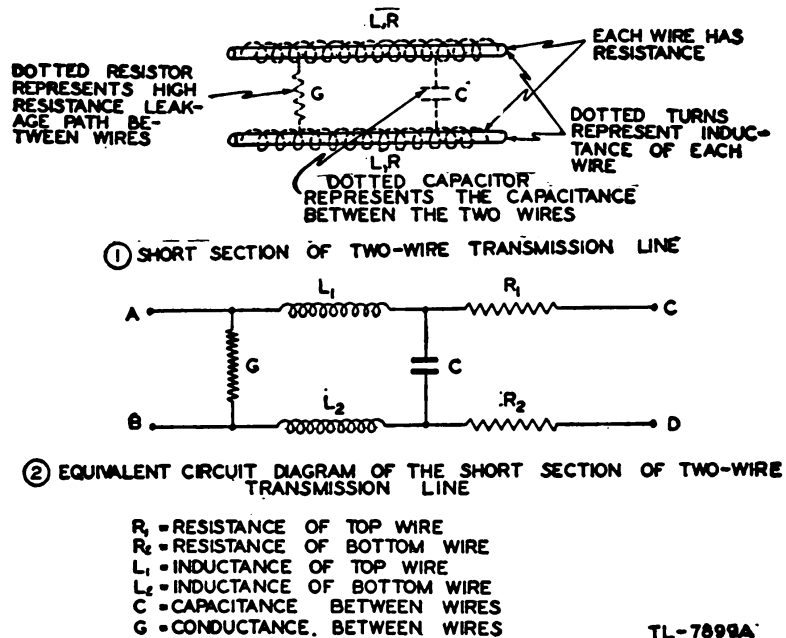 L,R
EACH WIRE HAS
RESISTANCE
DOTTED RESISTOR
REPRESENTS HIGH
RESISTANCE LEAK-
AGE PATH BE-
TWEEN WIRES
G
C
DOTTED TURNS
REPRESENT INDUC-
TANCE OF EACH
WIRE
L,R
DOTTED CAPACITOR
REPRESENTS THE CAPACITANCE
BETWEEN THE TWO WIRES
① SHORT SECTION OF TWO-WIRE TRANSMISSION LINE
L₁
R₁
A
C
G
C
L₂
R₂
B
D
② EQUIVALENT CIRCUIT DIAGRAM OF THE SHORT SECTION OF TWO-WIRE
TRANSMISSION LINE
R₁ = RESISTANCE OF TOP WIRE
R₂ = RESISTANCE OF BOTTOM WIRE
L₁ = INDUCTANCE OF TOP WIRE
L₂ = INDUCTANCE OF BOTTOM WIRE
C = CAPACITANCE BETWEEN WIRES
G = CONDUCTANCE. BETWEEN WIRES
TL-7899A